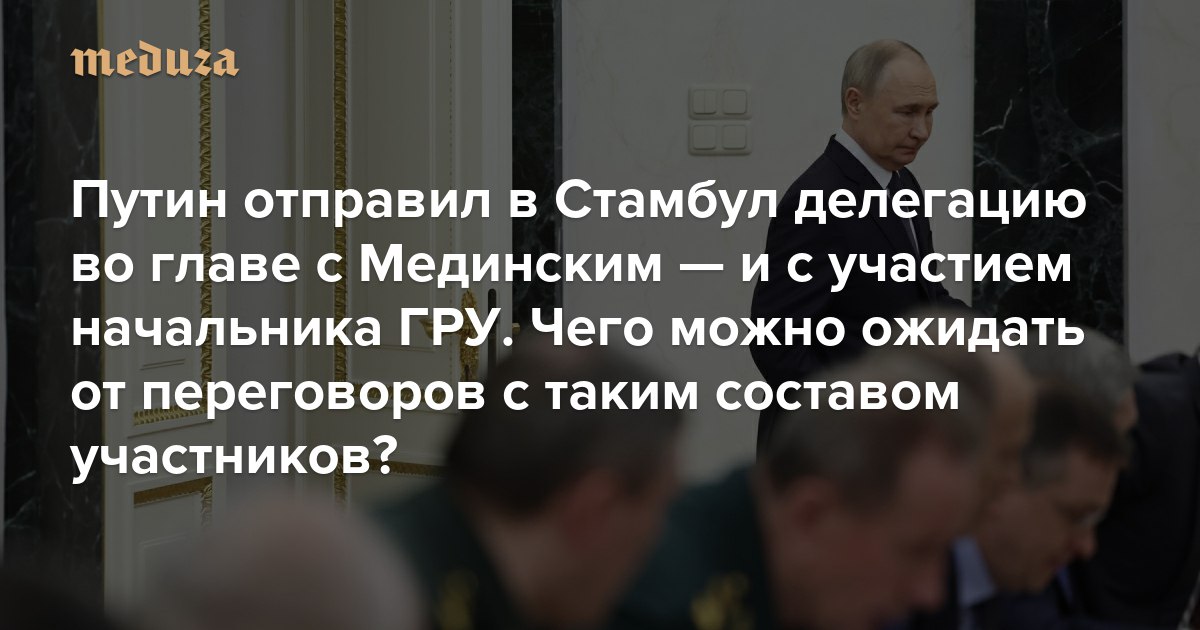 meduza
Путин отправил в Стамбул делегацию
во главе с Мединским — и с участием
начальника ГРУ. Чего можно ожидать
от переговоров с таким составом
участников?